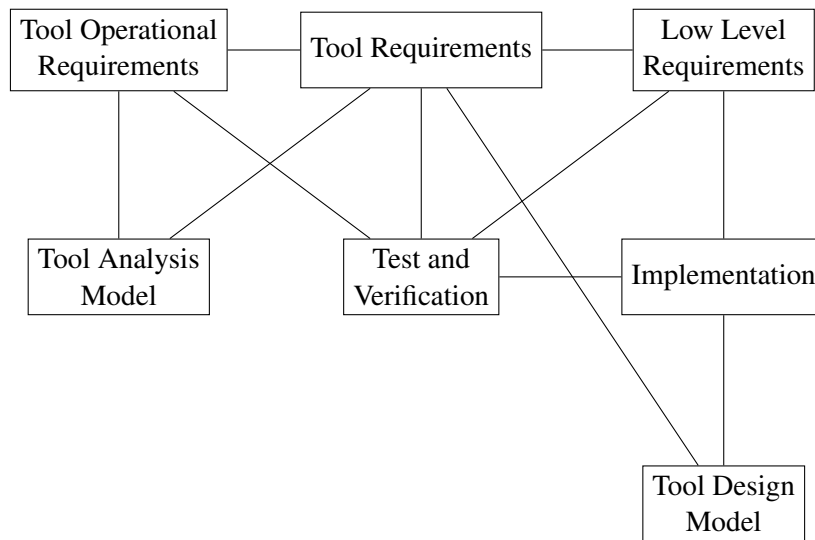 Tool Operational
Requirements
Tool Requirements
Low Level
Requirements
Tool Analysis
Model
Test and
Verification
Implementation
Tool Design
Model